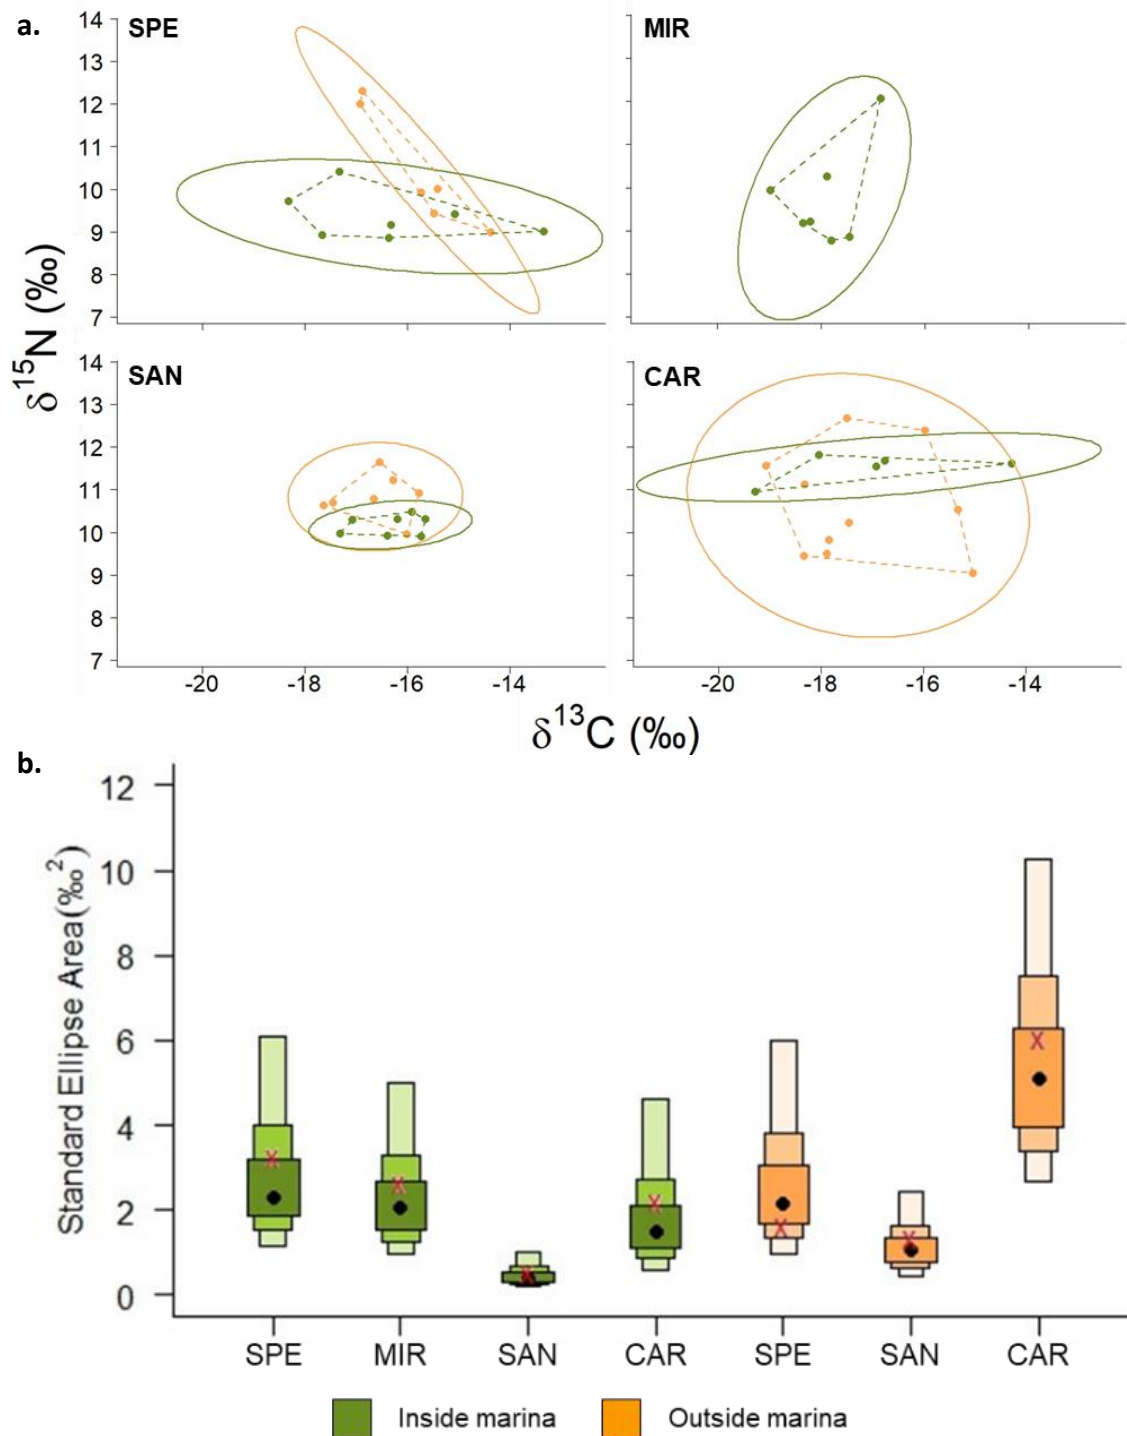 a.
SPE
MIR
14
13
12
11
10
9
8
7
SAN
CAR
14
13
12
11
10
9
8
7
δ15N (‰)
-20 -18 -16 -14 -20 -18 -16 -14
δ13C (‰)
b.
Standard Ellipse Area(‰2)
12
10
8
6
4
2
0
SPE MIR SAN CAR SPE SAN CAR
Inside marina Outside marina